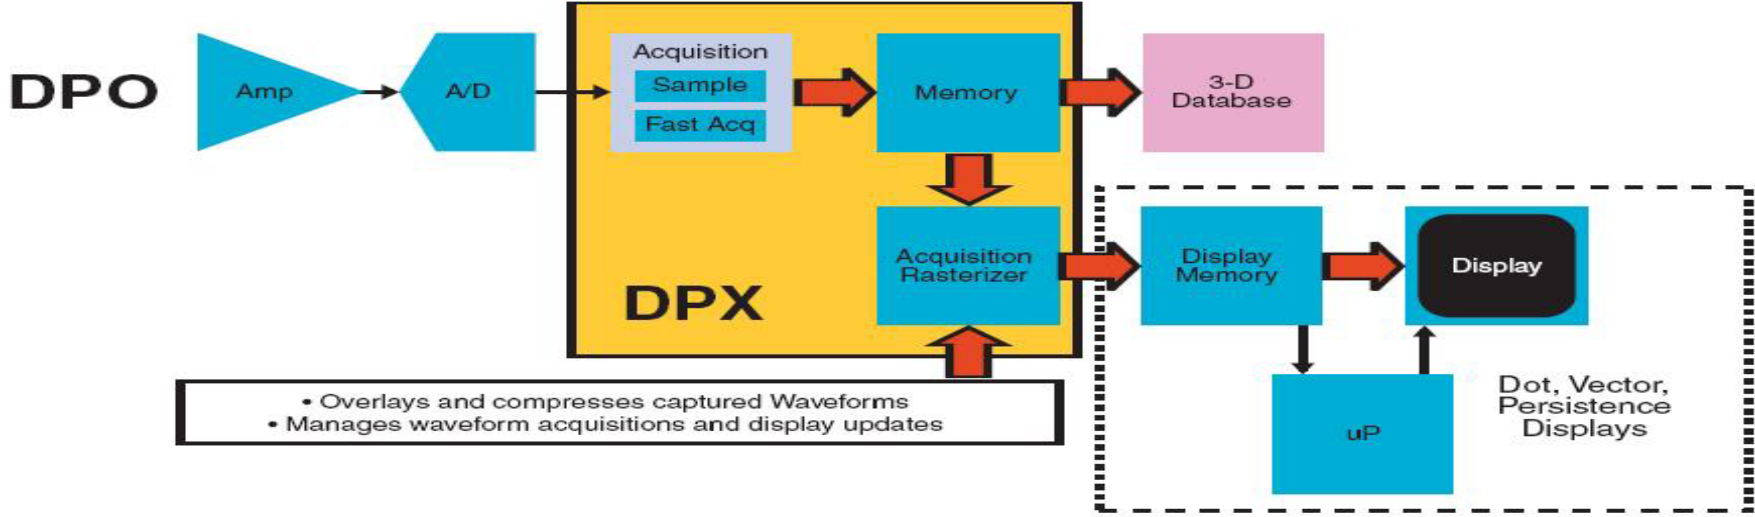 DPO
Amp
A/D
Acquisition
Sample
Fast Acq
Memory
3-D
Database
DPX
Acquisition
Rasterizer
Display
Memory
Display
• Overlays and compresses captured Waveforms
• Manages waveform acquisitions and display updates
uP
Dot, Vector,
Persistence
Displays